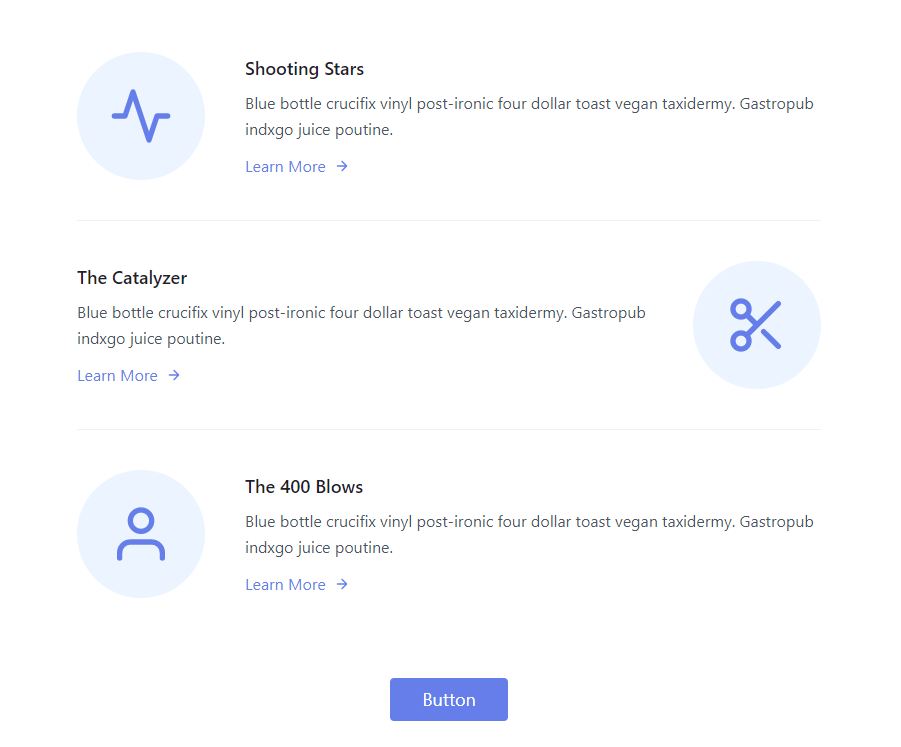 Shooting Stars
Blue bottle crucifix vinyl post-ironic four dollar toast vegan taxidermy. Gastropub
indxgo juice poutine.
Learn More
The Catalyzer
Blue bottle crucifix vinyl post-ironic four dollar toast vegan taxidermy. Gastropub
indxgo juice poutine.
Learn More
The 400 Blows
Blue bottle crucifix vinyl post-ironic four dollar toast vegan taxidermy. Gastropub
indxgo juice poutine.
Learn More
Button